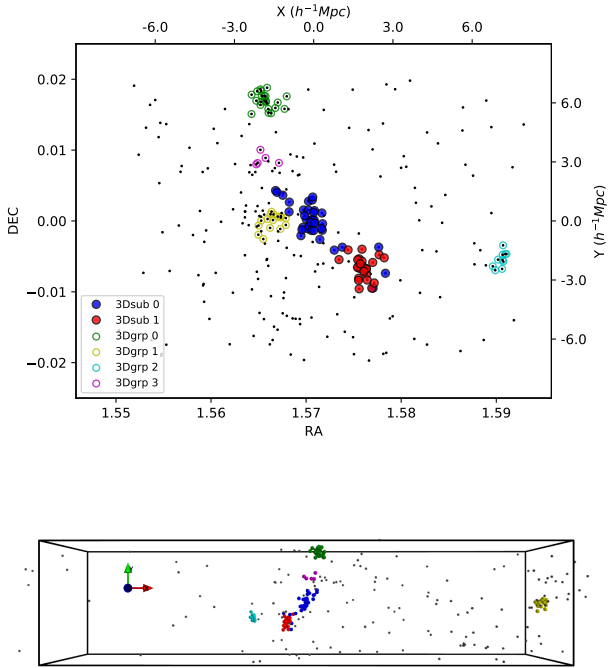 X (h⁻¹Mpc)
-6.0 -2.0 0.0 3.0 6.0
0.02
0.01
0.00
−0.01
−0.02
DEC
6.0
3.0
0.0
-3.0
-6.0
Y (h⁻¹Mpc)
3Dsub 0
3Dsub 1
3Dgrp 0
3Dgrp 1
3Dgrp 2
3Dgrp 3
1.55 1.56 1.57 1.58 1.59
RA